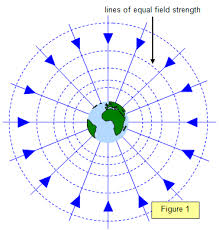 lines of equal field strength
Figure 1